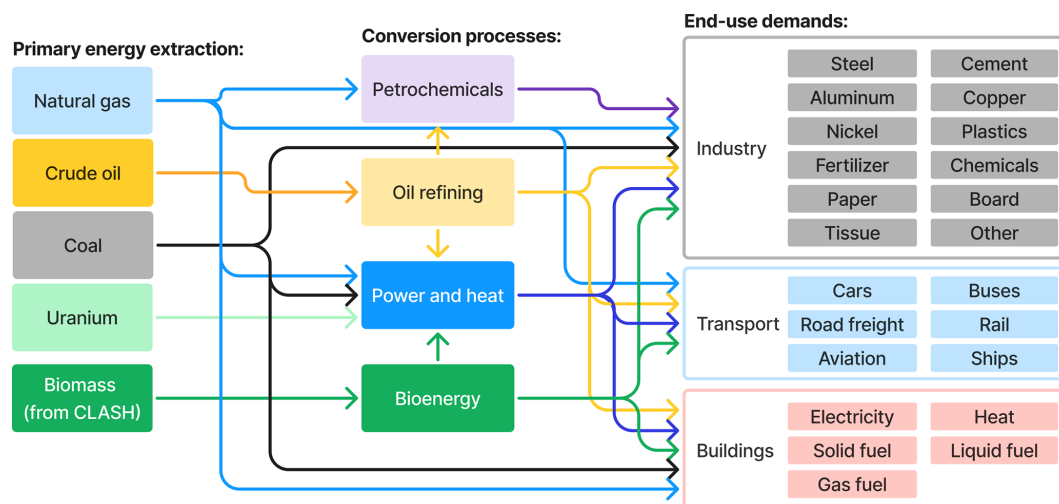 Primary energy extraction:
Natural gas
Crude oil
Coal
Uranium
Biomass
(from CLASH)
Conversion processes:
Petrochemicals
Oil refining
Power and heat
Bioenergy
End-use demands:
Industry
Steel
Cement
Aluminum
Copper
Nickel
Plastics
Fertilizer
Chemicals
Paper
Board
Tissue
Other
Transport
Cars
Buses
Road freight
Rail
Aviation
Ships
Buildings
Electricity
Heat
Solid fuel
Liquid fuel
Gas fuel